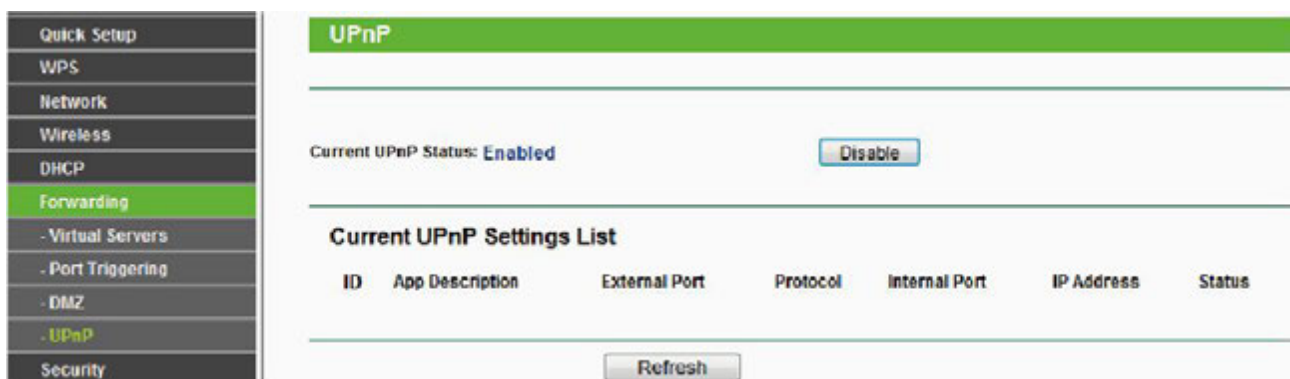 Quick Setup
WPS
Network
Wireless
DHCP
Forwarding
- Virtual Servers
- Port Triggering
- DMZ
- UPnP
Security
UPnP
Current UPnP Status: Enabled
Disable
Current UPnP Settings List
ID App Description External Port Protocol Internal Port IP Address Status
Refresh